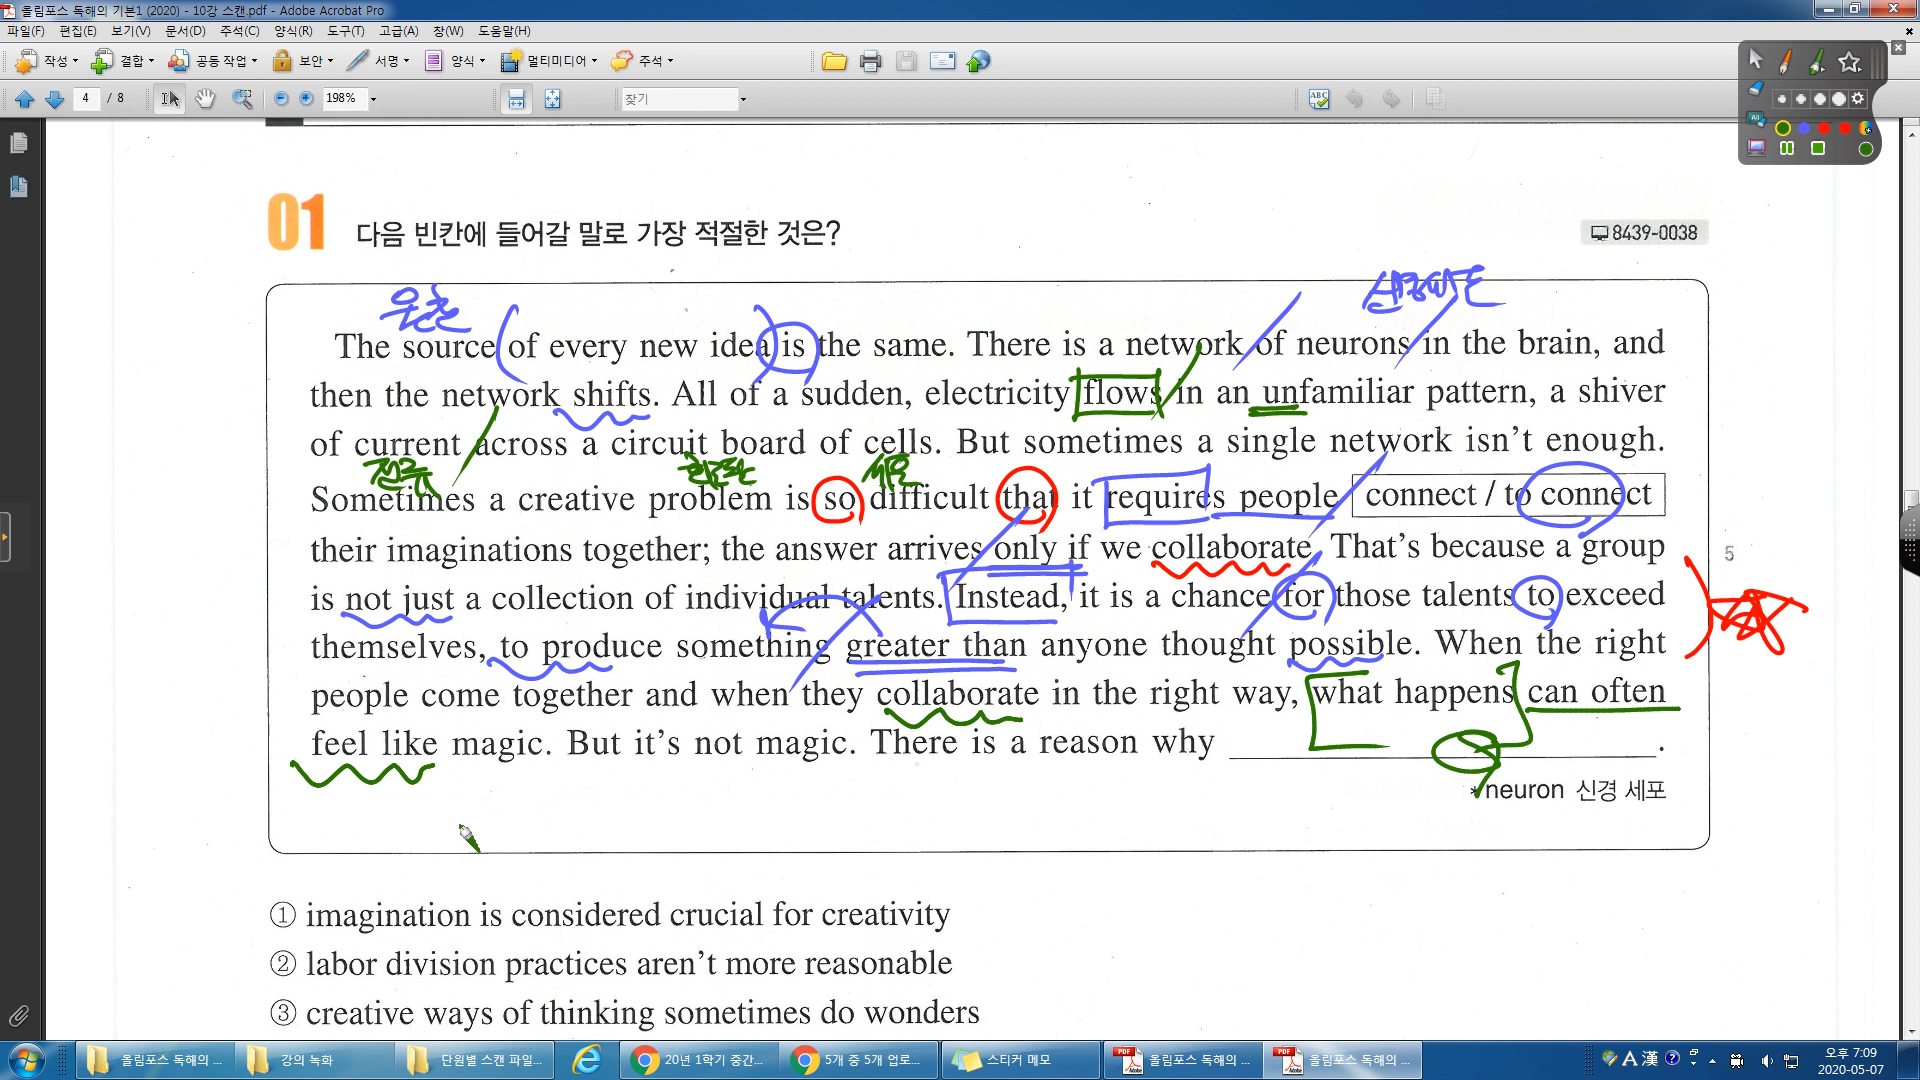 올림포스 독해의 기본1 (2020) - 10강 스캔.pdf - Adobe Acrobat Pro
파일(F) 편집(E) 보기(V) 문서(D) 주석(C) 양식(R) 도구(T) 고급(A) 창(W) 도움말(H)
작성 결합 공동 작업 보안 서명 양식 멀티미디어 주석
4 / 8 198% 찾기
01 다음 빈칸에 들어갈 말로 가장 적절한 것은? 8439-0038
The source of every new idea is the same. There is a network of neurons in the brain, and
then the network shifts. All of a sudden, electricity flows in an unfamiliar pattern, a shiver
of current across a circuit board of cells. But sometimes a single network isn't enough.
전류 회로판 세포
Sometimes a creative problem is so difficult that it requires people connect / to connect
their imaginations together; the answer arrives only if we collaborate. That's because a group 5
is not just a collection of individual talents. Instead, it is a chance for those talents to exceed
themselves, to produce something greater than anyone thought possible. When the right
people come together and when they collaborate in the right way, what happens can often
feel like magic. But it's not magic. There is a reason why .
*neuron 신경 세포
① imagination is considered crucial for creativity
② labor division practices aren't more reasonable
③ creative ways of thinking sometimes do wonders
올림포스 독해의 ... 강의 녹화 단원별 스캔 파일... 20년 1학기 중간... 5개 중 5개 업로... 스티커 메모 올림포스 독해의 ... 올림포스 독해의 ... A 漢 오후 7:09
2020-05-07